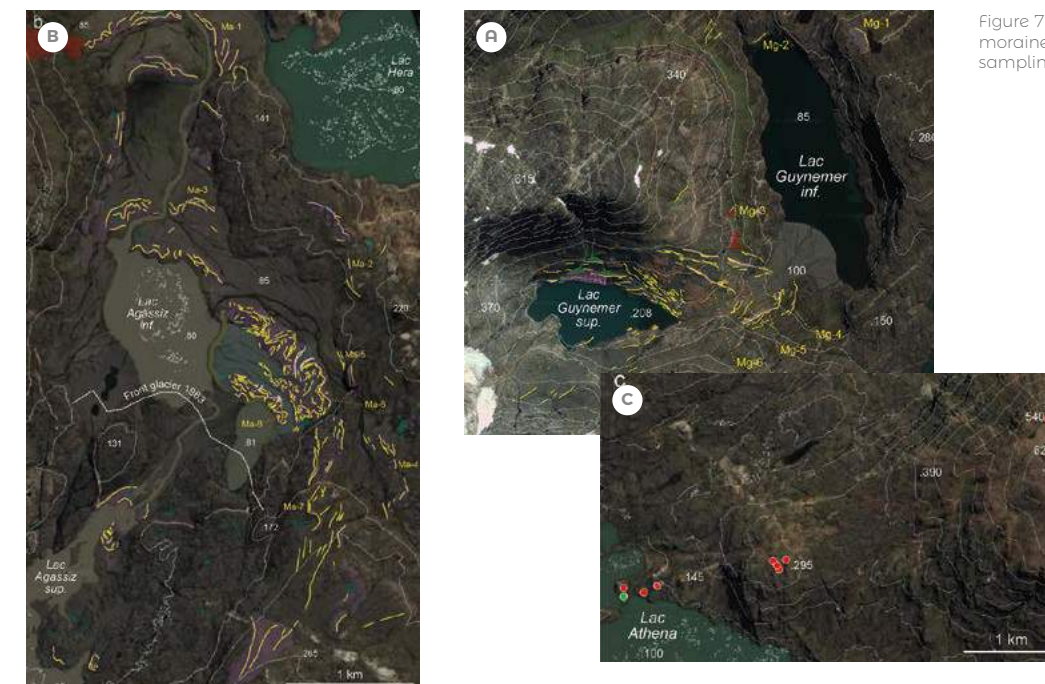 b
B
85
Ma-1
Lac
Hera
80
141
Ma-3
Ma-2
85
220
Lac
Agassiz
inf.
80
Ma-5
Front glacier 1883
Ma-6
Ma-8
81
131
Ma-4
Ma-7
172
Lac
Agassiz
sup.
265
1 km
A
Mg-1
Mg-2
340
85
Lac
Guynemer
inf.
615
Mg-3
100
Lac
Guynemer
sup.
.208
370
.150
Mg-4
Mg-5
Mg-6
C
C
540
.390
.295
.145
Lac
Athena
100
1 km
Figure 7
moraine
samplin